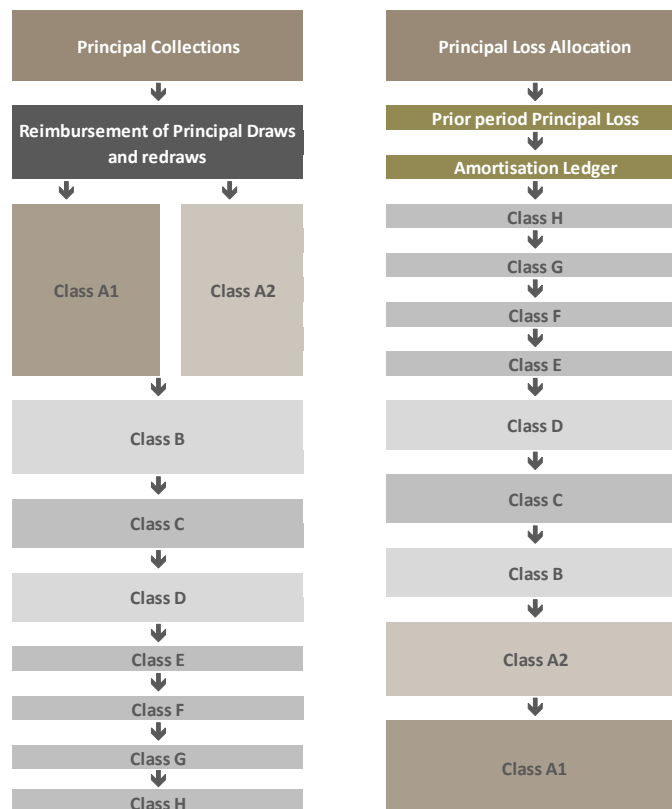 Principal Collections
Reimbursement of Principal Draws
and redraws
Class A1
Class A2
Class B
Class C
Class D
Class E
Class F
Class G
Class H
Principal Loss Allocation
Prior period Principal Loss
Amortisation Ledger
Class H
Class G
Class F
Class E
Class D
Class C
Class B
Class A2
Class A1